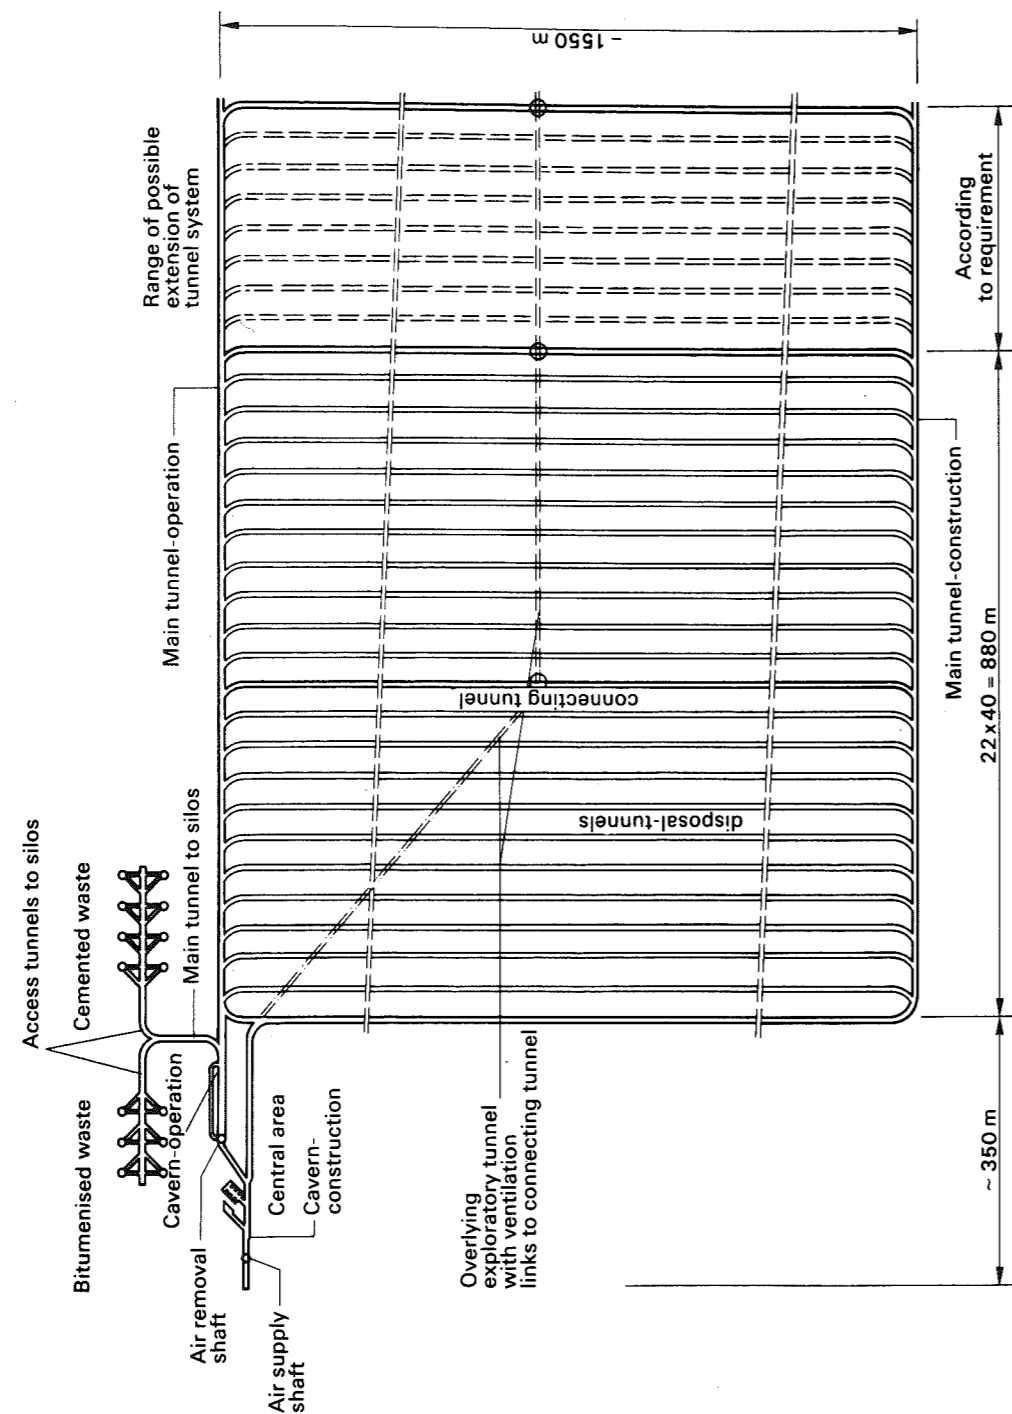 ~ 1550 m
Range of possible
extension of
tunnel system
According
to requirement
Main tunnel-operation
Main tunnel-construction
22 x 40 = 880 m
connecting tunnel
disposal-tunnels
Access tunnels to silos
Cemented waste
Main tunnel to silos
Bitumenised waste
Cavern-operation
Central area
Cavern-
construction
Overlying
exploratory tunnel
with ventilation
links to connecting tunnel
~ 350 m
Air removal
shaft
Air supply
shaft